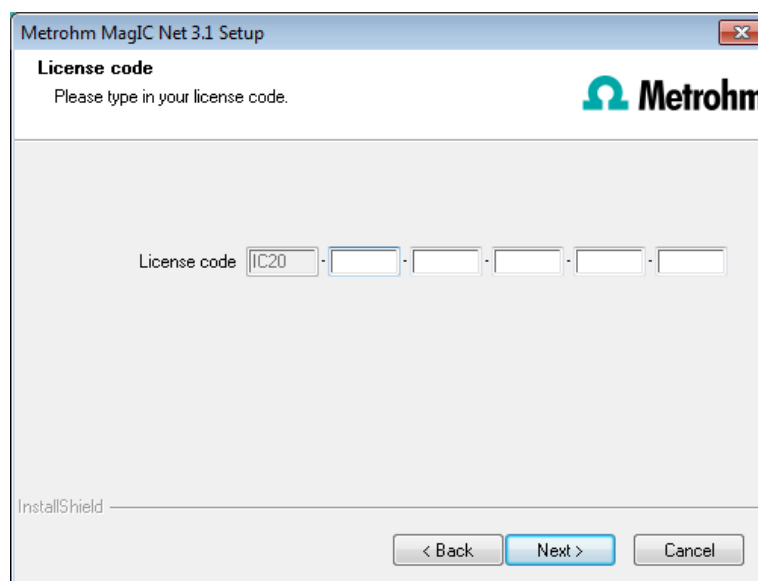 Metrohm MagIC Net 3.1 Setup
License code
Please type in your license code.
Metrohm
License code IC20 - - - - -
InstallShield
< Back Next > Cancel